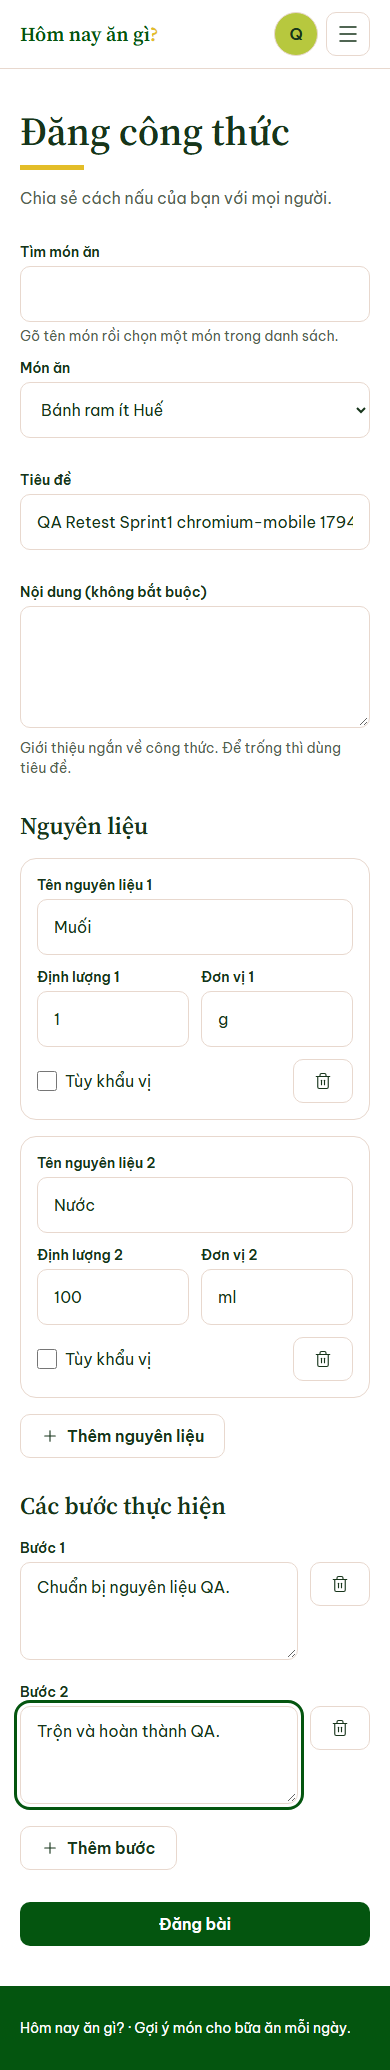 Hôm nay ăn gì?
Q
Đăng công thức
Chia sẻ cách nấu của bạn với mọi người.
Tìm món ăn
Gõ tên món rồi chọn một món trong danh sách.
Món ăn
Bánh ram ít Huế
Tiêu đề
QA Retest Sprint1 chromium-mobile 1794
Nội dung (không bắt buộc)
Giới thiệu ngắn về công thức. Để trống thì dùng
tiêu đề.
Nguyên liệu
Tên nguyên liệu 1
Muối
Định lượng 1 Đơn vị 1
1 g
Tùy khẩu vị
Tên nguyên liệu 2
Nước
Định lượng 2 Đơn vị 2
100 ml
Tùy khẩu vị
Thêm nguyên liệu
Các bước thực hiện
Bước 1
Chuẩn bị nguyên liệu QA.
Bước 2
Trộn và hoàn thành QA.
Thêm bước
Đăng bài
Hôm nay ăn gì? · Gợi ý món cho bữa ăn mỗi ngày.